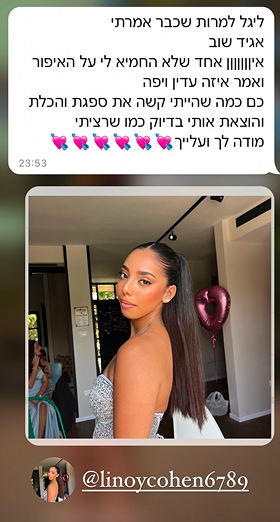 ליגל למרות שכבר אמרתי
אגיד שוב
איןןןןןןן אחד שלא החמיא לי על האיפור
ואמר איזה עדין ויפה
כם כמה שהייתי קשה את ספגת והכלת
והוצאת אותי בדיוק כמו שרציתי
מודה לך ועלייך💘💘💘💘💘💘
23:53
@linoycohen6789